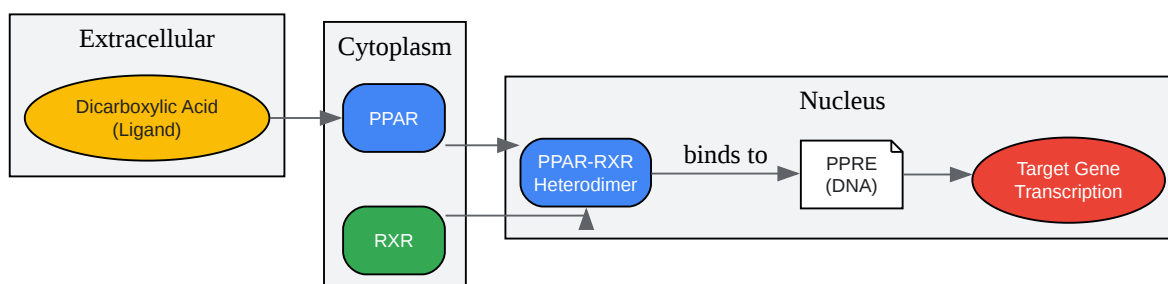 Extracellular
Dicarboxylic Acid
(Ligand)
Cytoplasm
PPAR
RXR
Nucleus
PPAR-RXR
Heterodimer
binds to
PPRE
(DNA)
Target Gene
Transcription